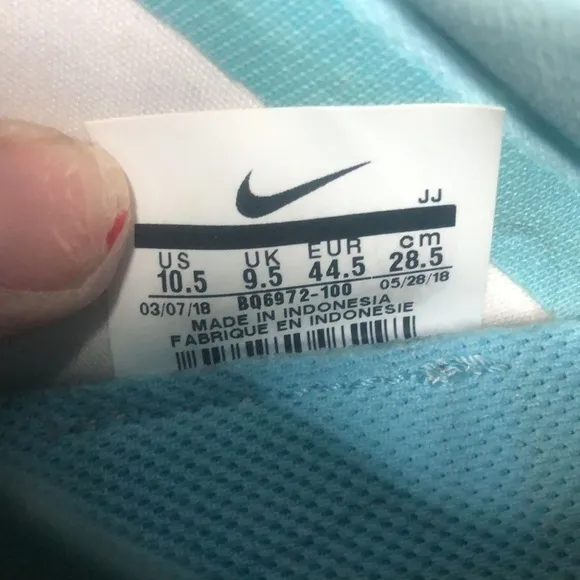 JJ
US UK EUR cm
10.5 9.5 44.5 28.5
03/07/18 BQ6972-100 05/28/18
MADE IN INDONESIA
FABRIQUE EN INDONESIE